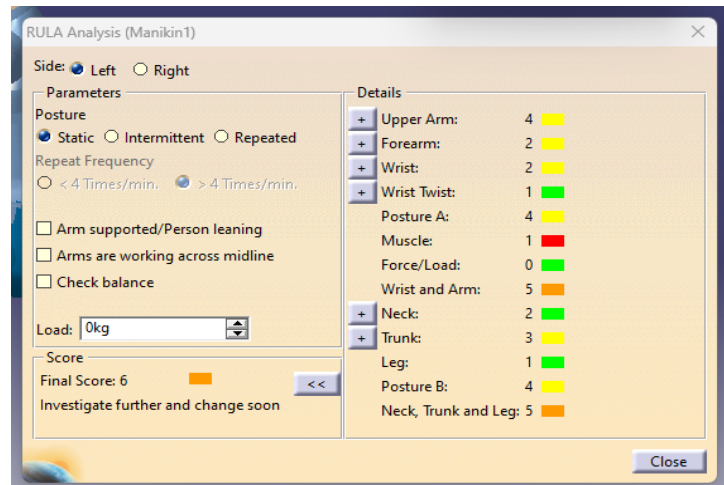 RULA Analysis (Manikin1)
Side: Left Right
Parameters
Posture
Static Intermittent Repeated
Repeat Frequency
< 4 Times/min. > 4 Times/min.
Arm supported/Person leaning
Arms are working across midline
Check balance
Load: 0kg
Score
Final Score: 6
<<
Investigate further and change soon
Details
+ Upper Arm: 4
+ Forearm: 2
+ Wrist: 2
+ Wrist Twist: 1
Posture A: 4
Muscle: 1
Force/Load: 0
Wrist and Arm: 5
+ Neck: 2
+ Trunk: 3
Leg: 1
Posture B: 4
Neck, Trunk and Leg: 5
Close